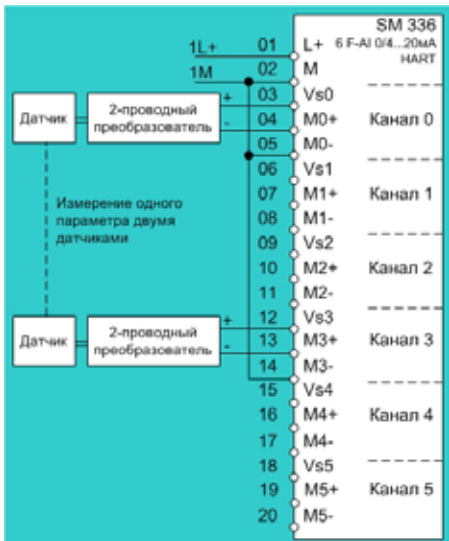 SM 336
1L+ 01 L+ 6 F-AI 0/4...20мА
HART
1M 02 M
+ 03 Vs0
Датчик
2-проводный
преобразователь
- 04 M0+ Канал 0
05 M0-
06 Vs1
Измерение одного
параметра двумя
датчиками
07 M1+ Канал 1
08 M1-
09 Vs2
10 M2+ Канал 2
11 M2-
+ 12 Vs3
Датчик
2-проводный
преобразователь
- 13 M3+ Канал 3
14 M3-
15 Vs4
16 M4+ Канал 4
17 M4-
18 Vs5
19 M5+ Канал 5
20 M5-